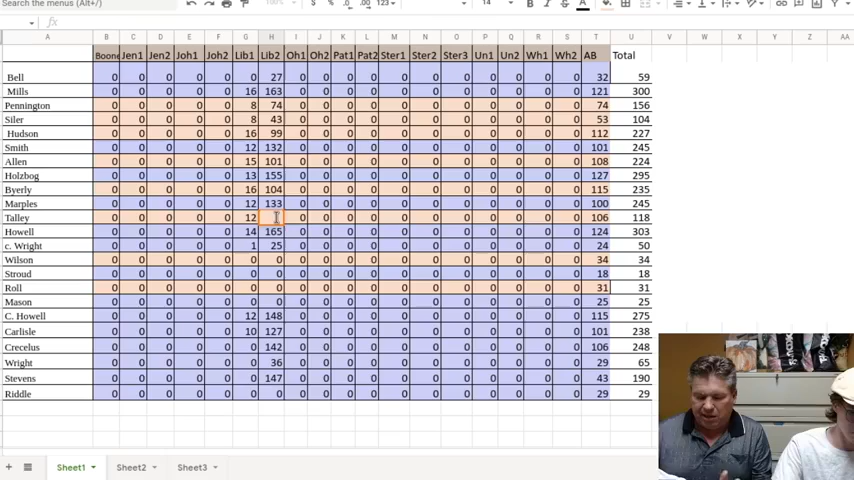 Search the menus (Alt+/)
100%
$ % .0 .00 123
14
fx
A B C D E F G H I J K L M N O P Q R S T U V W X Y Z
Boone Jen1 Jen2 Joh1 Joh2 Lib1 Lib2 Oh1 Oh2 Pat1 Pat2 Ster1 Ster2 Ster3 Un1 Un2 Wh1 Wh2 AB Total
Bell 0 0 0 0 0 0 27 0 0 0 0 0 0 0 0 0 0 0 32 59
Mills 0 0 0 0 0 16 163 0 0 0 0 0 0 0 0 0 0 0 121 300
Pennington 0 0 0 0 0 8 74 0 0 0 0 0 0 0 0 0 0 0 74 156
Siler 0 0 0 0 0 8 43 0 0 0 0 0 0 0 0 0 0 0 53 104
Hudson 0 0 0 0 0 16 99 0 0 0 0 0 0 0 0 0 0 0 112 227
Smith 0 0 0 0 0 12 132 0 0 0 0 0 0 0 0 0 0 0 101 245
Allen 0 0 0 0 0 15 101 0 0 0 0 0 0 0 0 0 0 0 108 224
Holzbog 0 0 0 0 0 13 155 0 0 0 0 0 0 0 0 0 0 0 127 295
Byerly 0 0 0 0 0 16 104 0 0 0 0 0 0 0 0 0 0 0 115 235
Marples 0 0 0 0 0 12 133 0 0 0 0 0 0 0 0 0 0 0 100 245
Talley 0 0 0 0 0 12 0 0 0 0 0 0 0 0 0 0 0 106 118
Howell 0 0 0 0 0 14 165 0 0 0 0 0 0 0 0 0 0 0 124 303
c. Wright 0 0 0 0 0 1 25 0 0 0 0 0 0 0 0 0 0 0 24 50
Wilson 0 0 0 0 0 0 0 0 0 0 0 0 0 0 0 0 0 0 34 34
Stroud 0 0 0 0 0 0 0 0 0 0 0 0 0 0 0 0 0 0 18 18
Roll 0 0 0 0 0 0 0 0 0 0 0 0 0 0 0 0 0 0 31 31
Mason 0 0 0 0 0 0 0 0 0 0 0 0 0 0 0 0 0 0 25 25
C. Howell 0 0 0 0 0 12 148 0 0 0 0 0 0 0 0 0 0 0 115 275
Carlisle 0 0 0 0 0 10 127 0 0 0 0 0 0 0 0 0 0 0 101 238
Crecelus 0 0 0 0 0 0 142 0 0 0 0 0 0 0 0 0 0 0 106 248
Wright 0 0 0 0 0 0 36 0 0 0 0 0 0 0 0 0 0 0 29 65
Stevens 0 0 0 0 0 0 147 0 0 0 0 0 0 0 0 0 0 0 43 190
Riddle 0 0 0 0 0 0 0 0 0 0 0 0 0 0 0 0 0 0 29 29
Sheet1 Sheet2 Sheet3